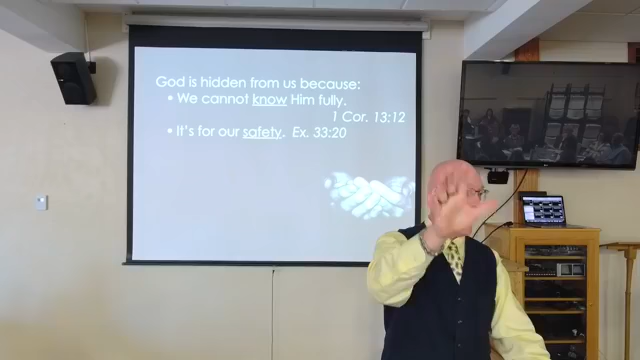 God is hidden from us because:
• We cannot know Him fully.
1 Cor. 13:12
• It's for our safety. Ex. 33:20